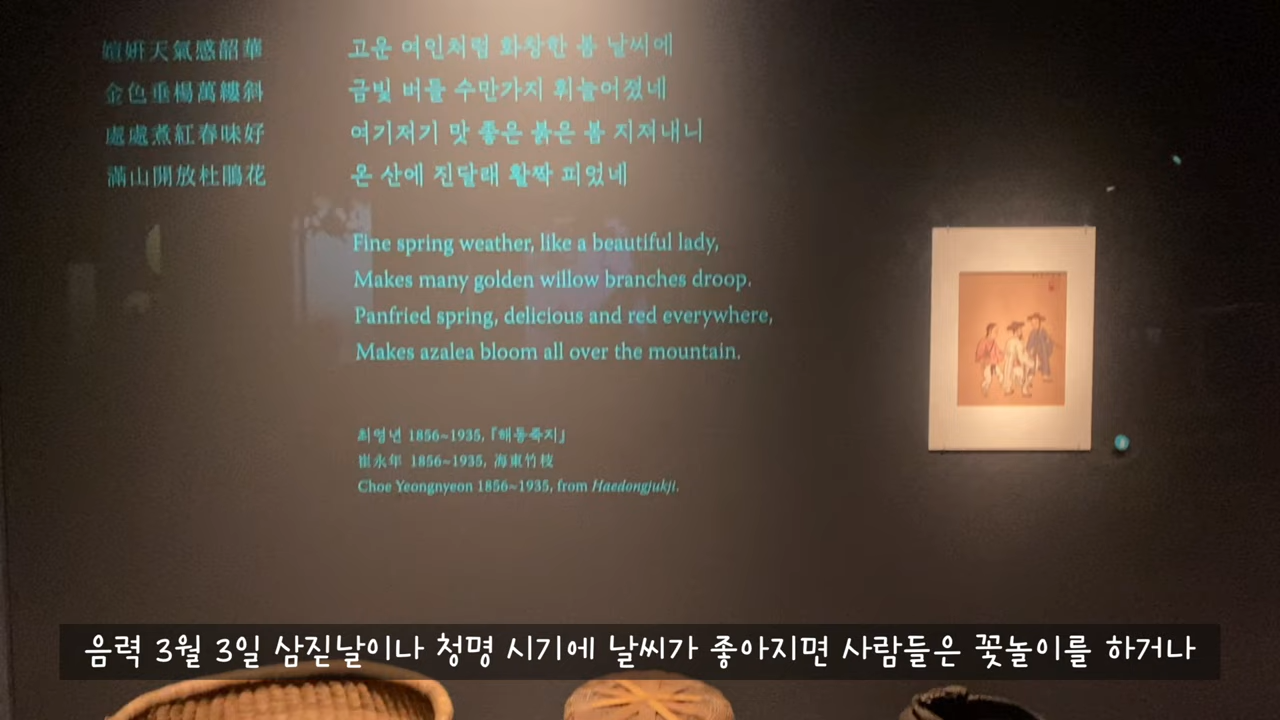 嬗姸天氣感韶華
金色垂楊萬縷斜
處處煮紅春味好
滿山開放杜鵑花
고운 여인처럼 화창한 봄 날씨에
금빛 버들 수만가지 휘늘어졌네
여기저기 맛 좋은 붉은 봄 지져내니
온 산에 진달래 활짝 피었네
Fine spring weather, like a beautiful lady,
Makes many golden willow branches droop.
Panfried spring, delicious and red everywhere,
Makes azalea bloom all over the mountain.
최영년 1856~1935, 『해동죽지』
崔永年 1856~1935, 海東竹枝
Choe Yeongnyeon 1856~1935, from Haedongjukji.
음력 3월 3일 삼짇날이나 청명 시기에 날씨가 좋아지면 사람들은 꽃놀이를 하거나